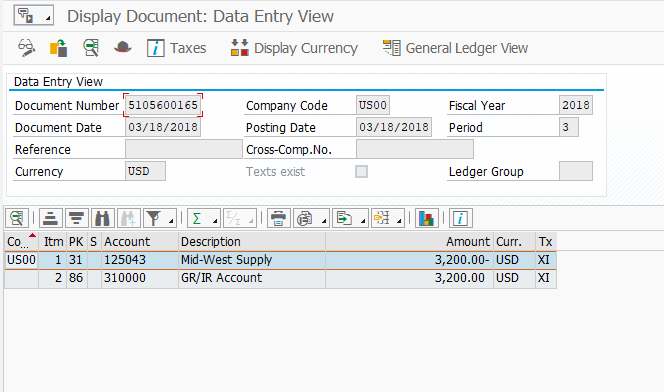 Display Document: Data Entry View
Taxes Display Currency General Ledger View
Data Entry View
Document Number 5105600165 Company Code US00 Fiscal Year 2018
Document Date 03/18/2018 Posting Date 03/18/2018 Period 3
Reference Cross-Comp.No.
Currency USD Texts exist Ledger Group
Co... Itm PK S Account Description Amount Curr. Tx
US00 1 31 125043 Mid-West Supply 3,200.00- USD XI
2 86 310000 GR/IR Account 3,200.00 USD XI